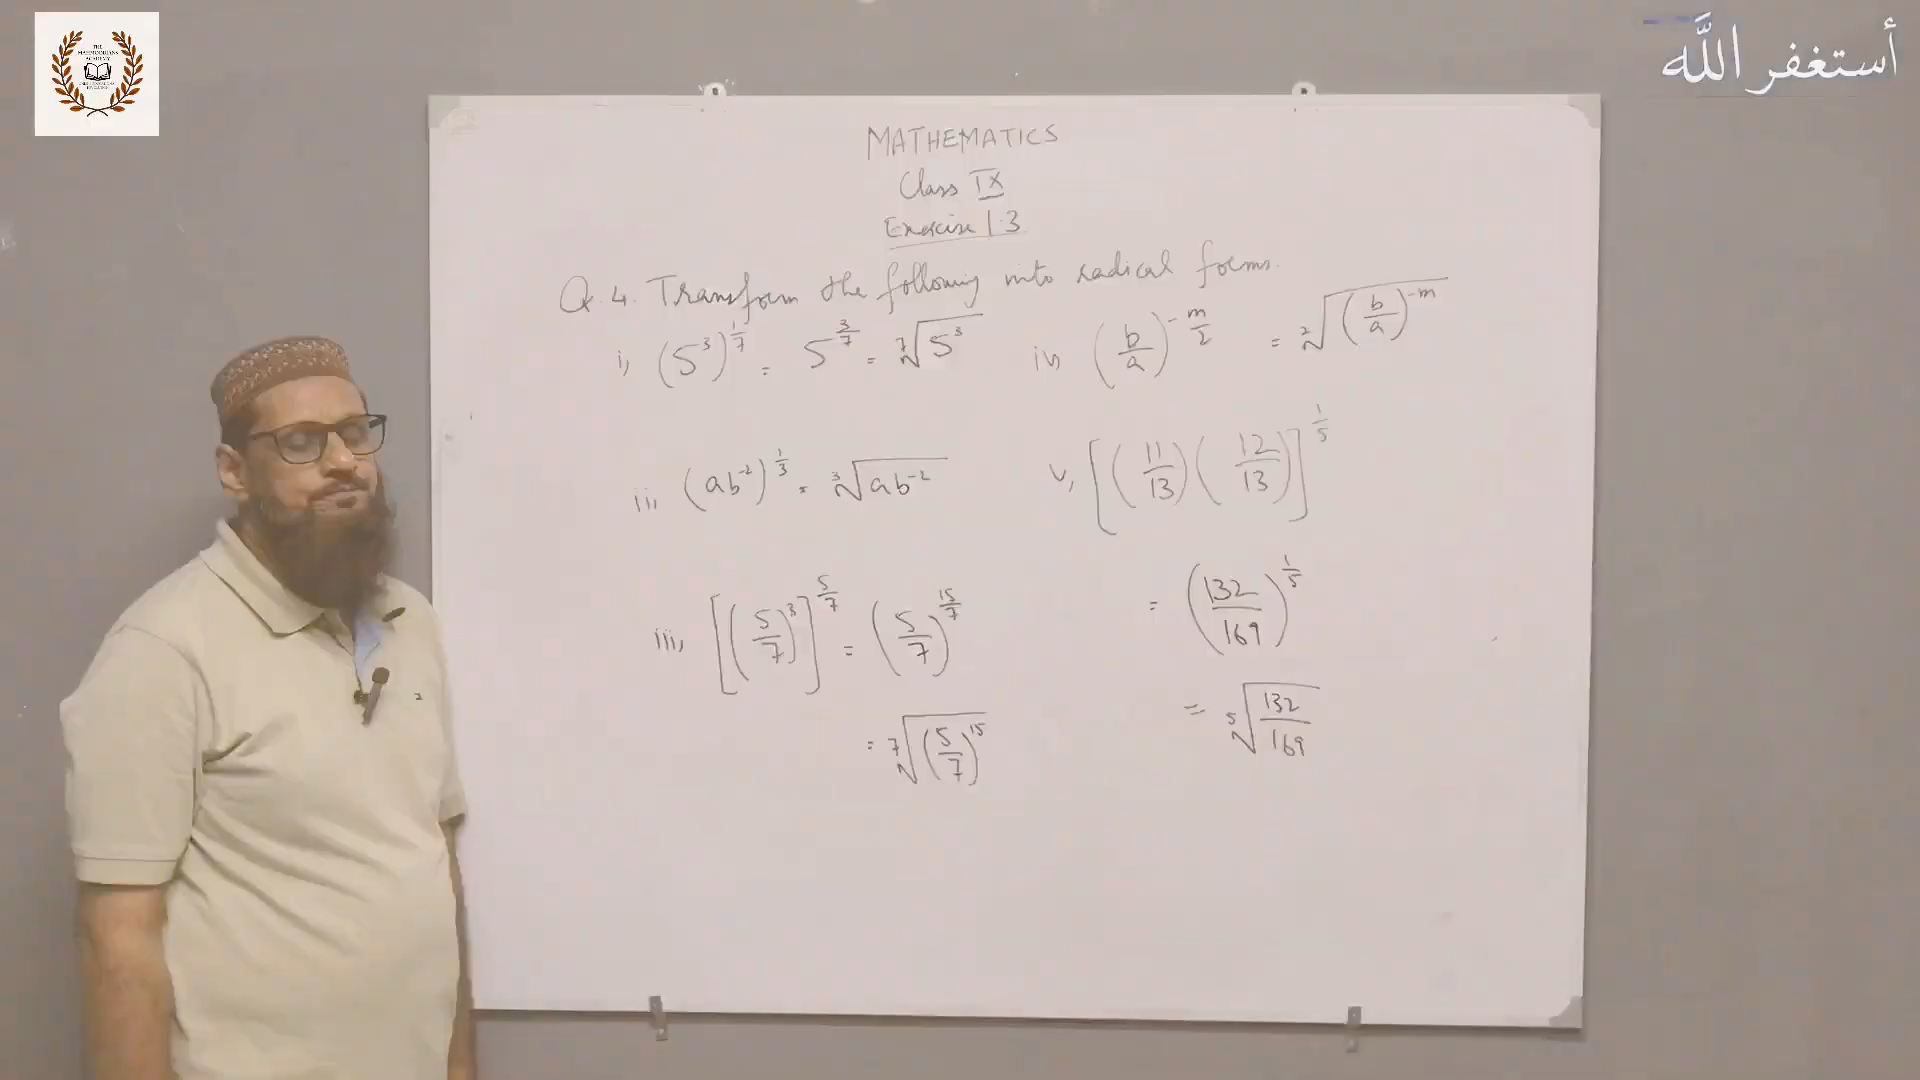 THE
MAHMOODIANS
ACADEMY
أستغفر الله
MATHEMATICS
Class IX
Exercise 1.3
Q.4. Transform the following into radical forms.
i, (5³)^(1/7) = 5^(3/7) = ⁷√(5³)
ii, (ab⁻²)^(1/3) = ³√(ab⁻²)
iii, [(5/7)³]^(5/7) = (5/7)^(15/7)
= ⁷√((5/7)¹⁵)
iv, (b/a)^(-m/2) = ²√((b/a)^(-m))
v, [(11/13)(12/13)]^(1/5)
= (132/169)^(1/5)
= ⁵√(132/169)